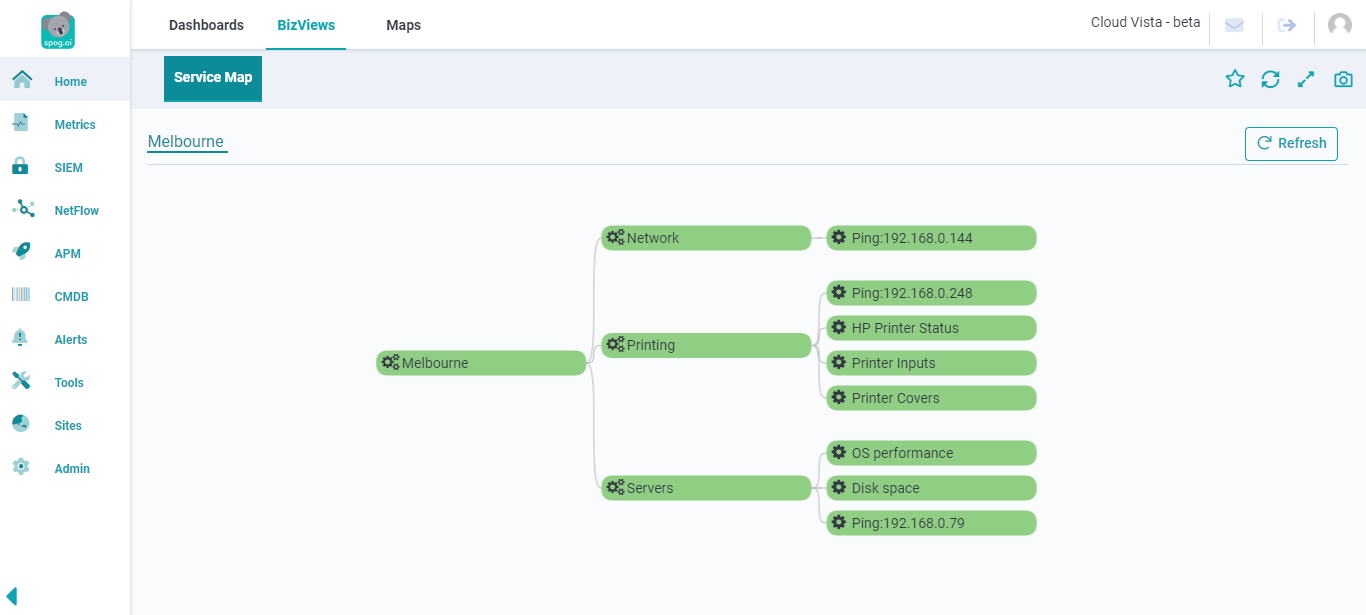 spog.ai
Dashboards
BizViews
Maps
Cloud Vista - beta
Home
Metrics
SIEM
NetFlow
APM
CMDB
Alerts
Tools
Sites
Admin
Service Map
Melbourne
Refresh
Melbourne
Network
Ping:192.168.0.144
Printing
Ping:192.168.0.248
HP Printer Status
Printer Inputs
Printer Covers
Servers
OS performance
Disk space
Ping:192.168.0.79